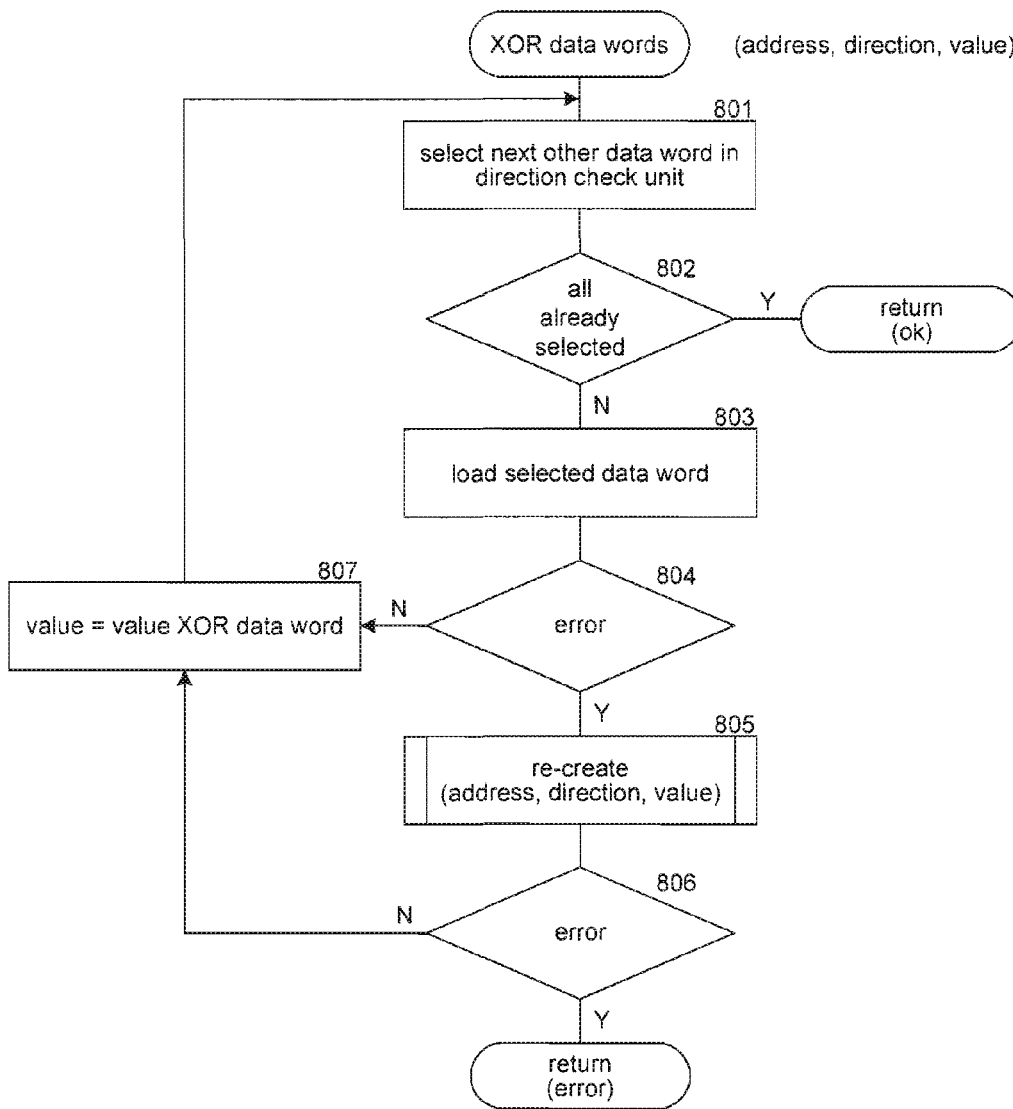 XOR data words
(address, direction, value)
801
select next other data word in
direction check unit
802
all
already
selected
Y
return
(ok)
N
803
load selected data word
804
error
N
807
value = value XOR data word
Y
805
re-create
(address, direction, value)
806
error
N
Y
return
(error)